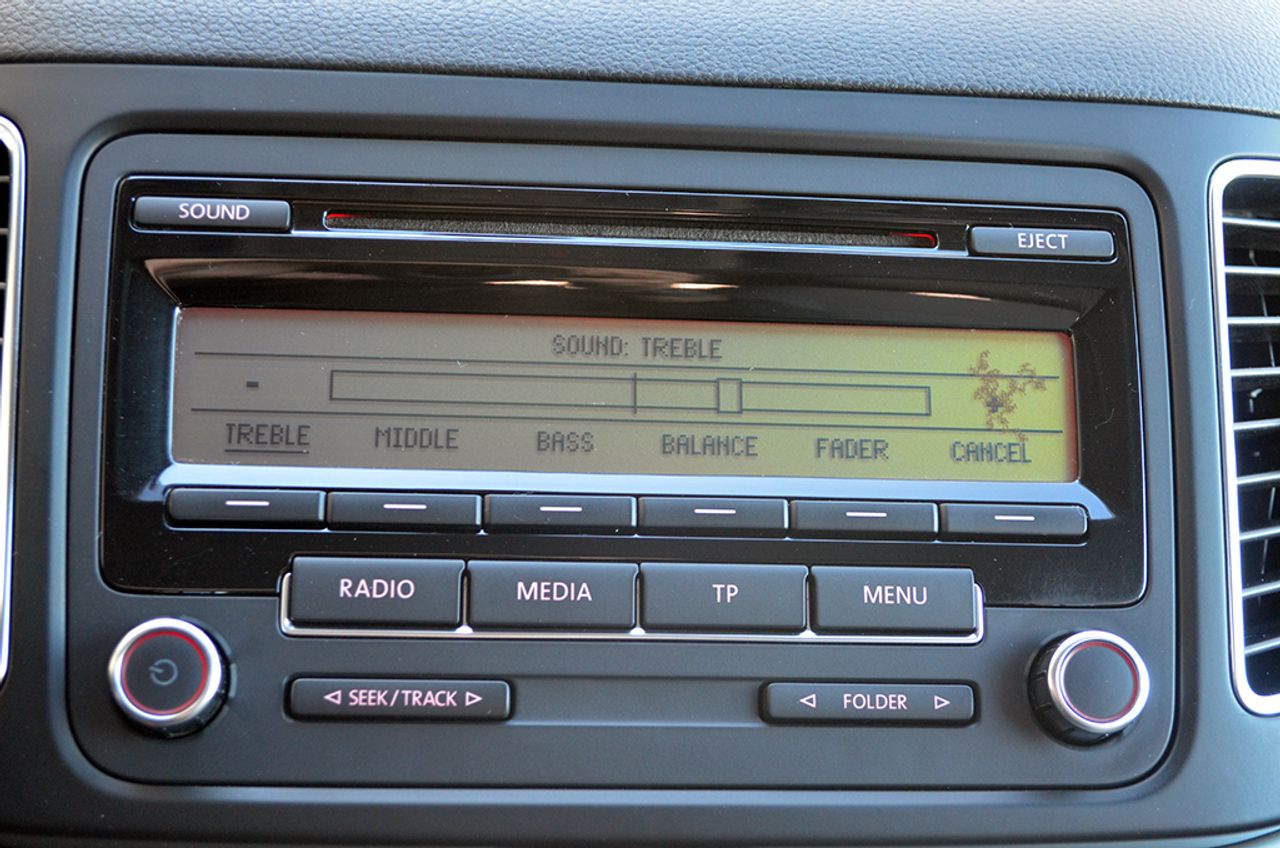 SOUND
EJECT
SOUND: TREBLE
-
TREBLE MIDDLE BASS BALANCE FADER CANCEL
RADIO MEDIA TP MENU
◁ SEEK/TRACK ▷
◁ FOLDER ▷